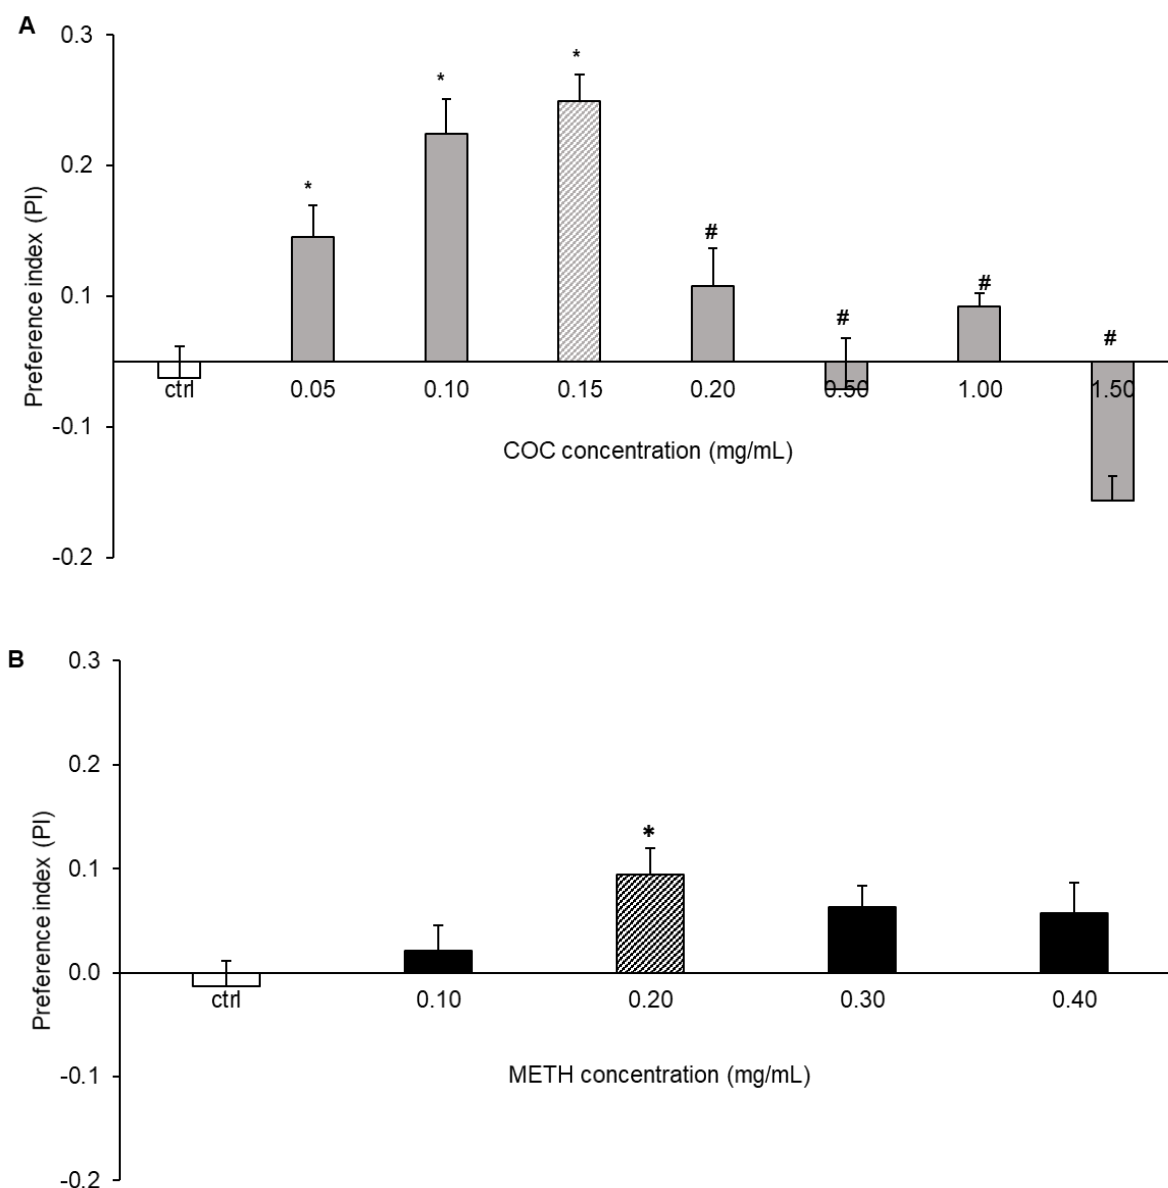 A
0.3
*
*
*
0.2
#
#
#
#
0.1
Preference index (PI)
ctrl 0.05 0.10 0.15 0.20 0.50 1.00 1.50
-0.1
COC concentration (mg/mL)
-0.2
B
0.3
0.2
*
0.1
Preference index (PI)
0.0
ctrl 0.10 0.20 0.30 0.40
-0.1
METH concentration (mg/mL)
-0.2